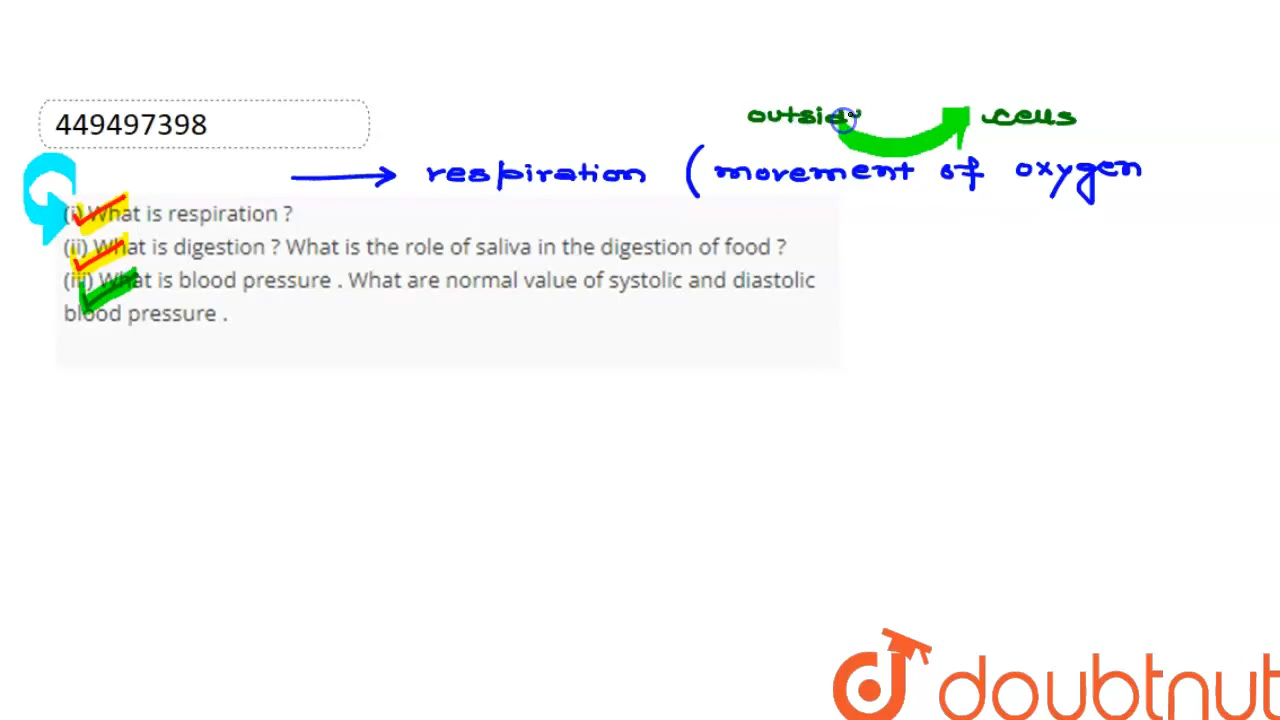 449497398
outside cells
respiration (movement of oxygen
(i) What is respiration ?
(ii) What is digestion ? What is the role of saliva in the digestion of food ?
(iii) What is blood pressure . What are normal value of systolic and diastolic
blood pressure .
doubtnut